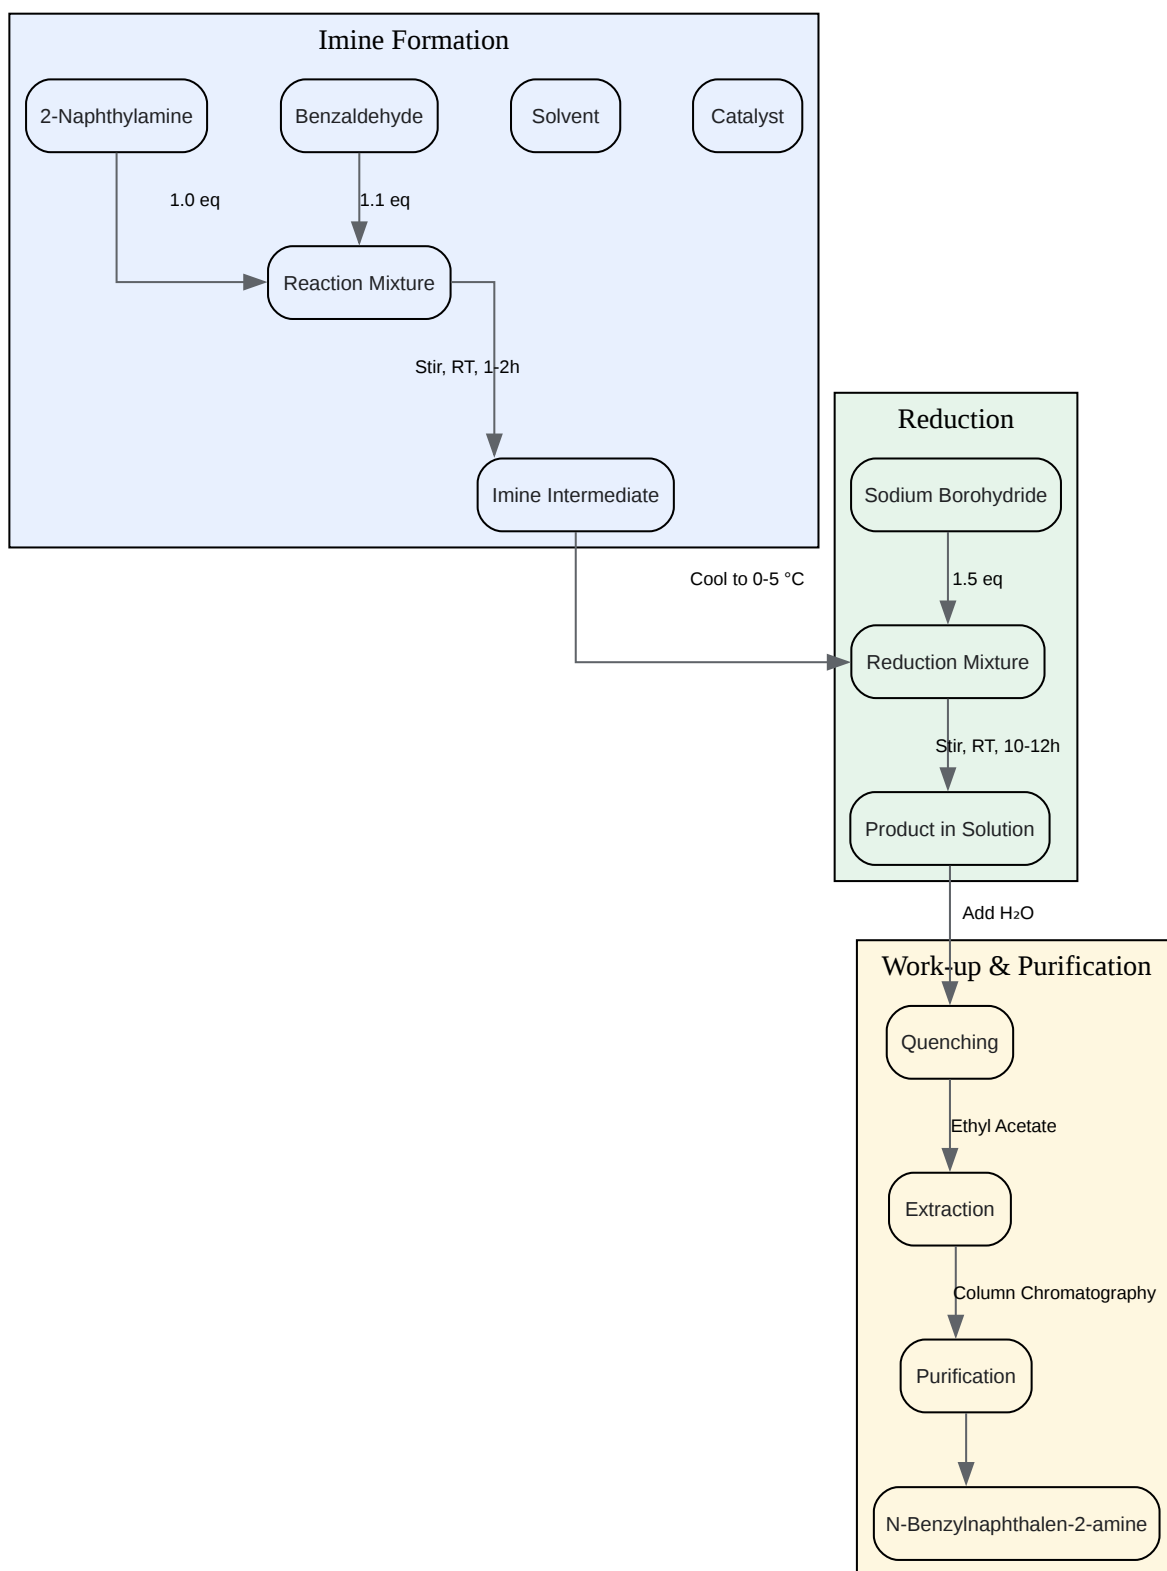 Imine Formation
2-Naphthylamine
Benzaldehyde
Solvent
Catalyst
1.0 eq
1.1 eq
Reaction Mixture
Stir, RT, 1-2h
Imine Intermediate
Cool to 0-5 °C
Reduction
Sodium Borohydride
1.5 eq
Reduction Mixture
Stir, RT, 10-12h
Product in Solution
Add H₂O
Work-up & Purification
Quenching
Ethyl Acetate
Extraction
Column Chromatography
Purification
N-Benzylnaphthalen-2-amine